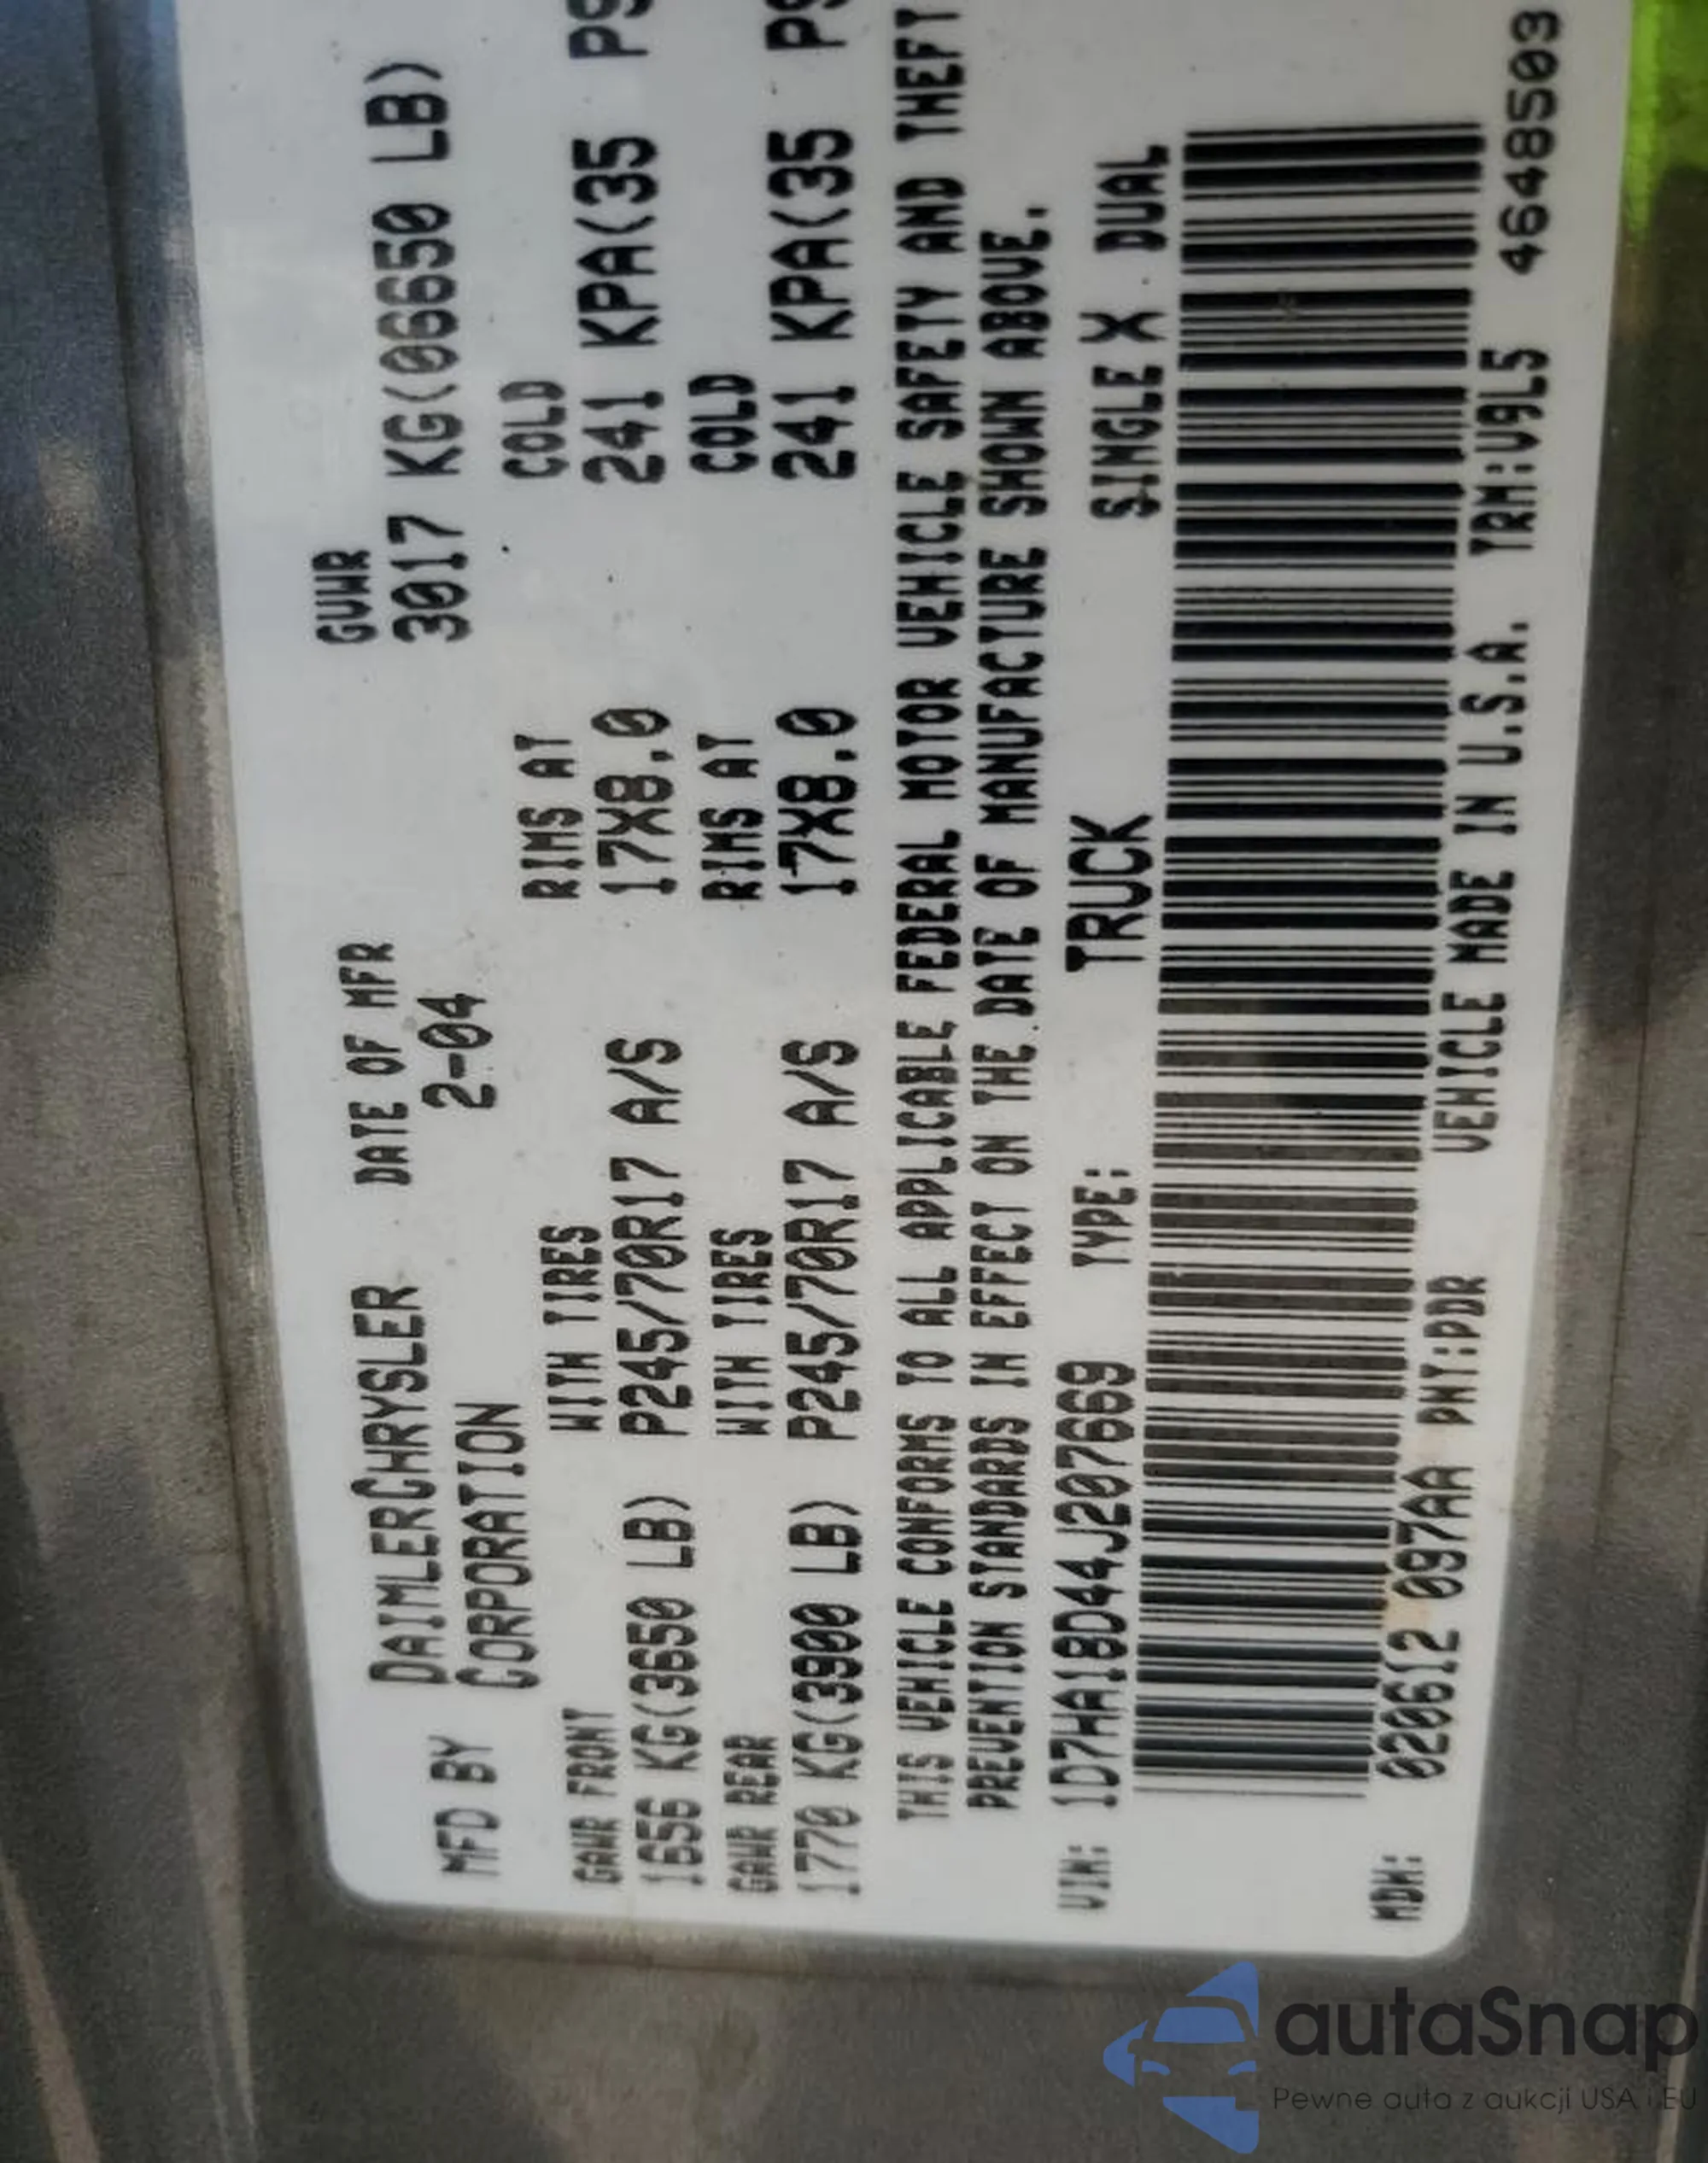 MFD BY DAIMLERCHRYSLER CORPORATION
DATE OF MFR 2-04
GVWR 3017 KG(06650 LB)
GAWR FRONT WITH TIRES RIMS AT COLD
1656 KG(3650 LB) P245/70R17 A/S 17X8.0 241 KPA(35 PS
GAWR REAR WITH TIRES RIMS AT COLD
1770 KG(3900 LB) P245/70R17 A/S 17X8.0 241 KPA(35 PS
THIS VEHICLE CONFORMS TO ALL APPLICABLE FEDERAL MOTOR VEHICLE SAFETY AND THEFT
PREVENTION STANDARDS IN EFFECT ON THE DATE OF MANUFACTURE SHOWN ABOVE.
VIN: 1D7HA18D44J207669 TYPE: TRUCK SINGLE X DUAL
MDH: 020612 097AA PNT:PDR VEHICLE MADE IN U.S.A. TRM:V9L5 4648503
autaSnap
Pewne auta z aukcji USA i EU